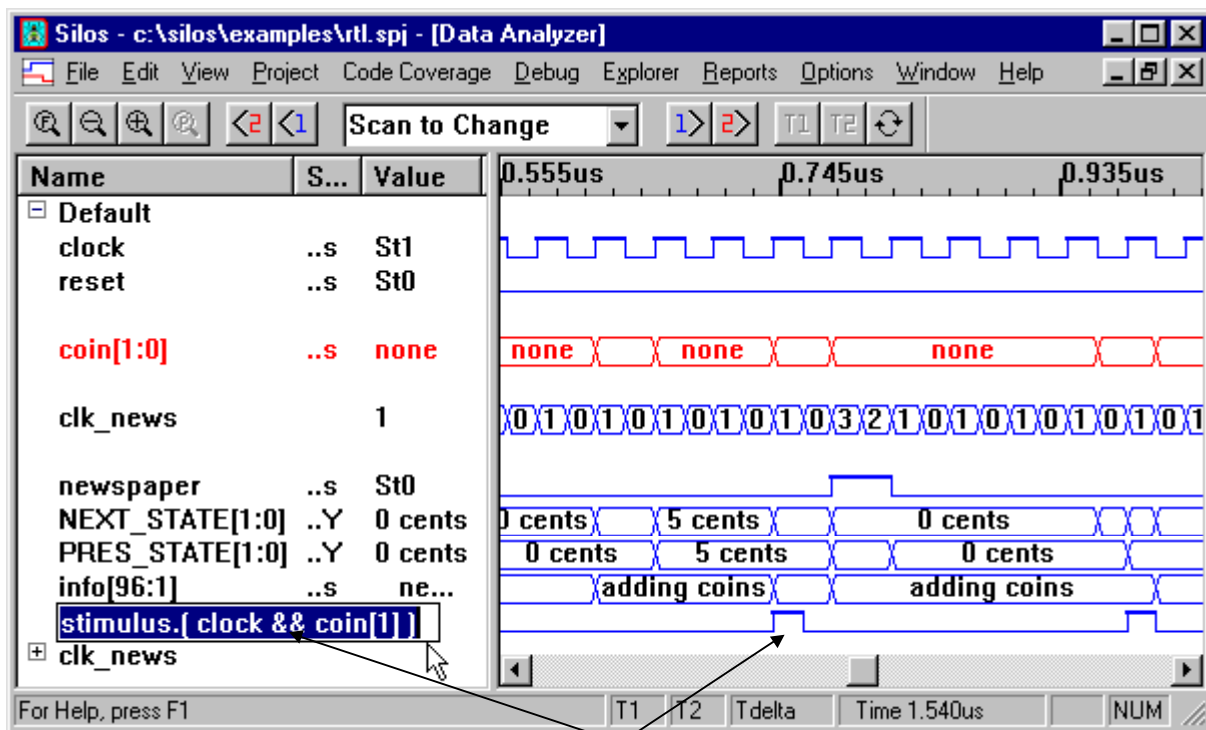 Silos - c:\silos\examples\rtl.spj - [Data Analyzer]
File Edit View Project Code Coverage Debug Explorer Reports Options Window Help
<2 <1 Scan to Change 1> 2> T1 T2
Name S... Value 0.555us 0.745us 0.935us
Default
clock ..s St1
reset ..s St0
coin[1:0] ..s none none none none
clk_news 1 0 1 0 1 0 1 0 1 0 1 0 3 2 1 0 1 0 1 0 1 0 1 0 1
newspaper ..s St0
NEXT_STATE[1:0] ..Y 0 cents 0 cents 5 cents 0 cents
PRES_STATE[1:0] ..Y 0 cents 0 cents 5 cents 0 cents
info[96:1] ..s ne... adding coins adding coins
stimulus.( clock && coin[1] )
clk_news
For Help, press F1 T1 T2 Tdelta Time 1.540us NUM